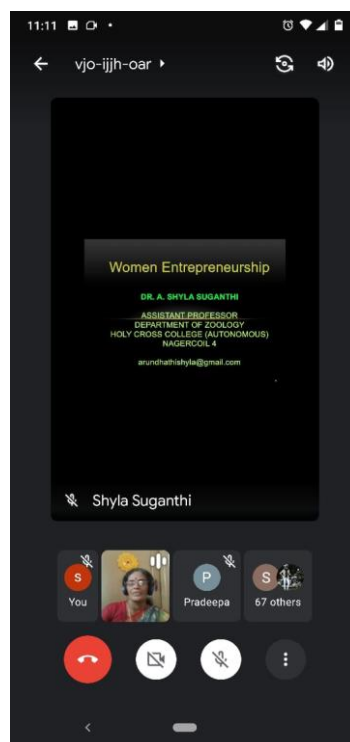 11:11
vjo-ijjh-oar
Women Entrepreneurship
DR. A. SHYLA SUGANTHI
ASSISTANT PROFESSOR
DEPARTMENT OF ZOOLOGY
HOLY CROSS COLLEGE (AUTONOMOUS)
NAGERCOIL 4
arundhathishyla@gmail.com
Shyla Suganthi
S
You
P
Pradeepa
S
67 others